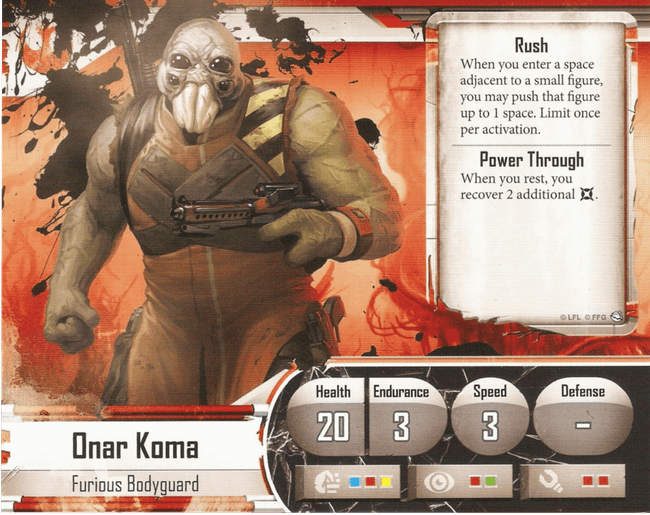 Rush
When you enter a space
adjacent to a small figure,
you may push that figure
up to 1 space. Limit once
per activation.
Power Through
When you rest, you
recover 2 additional .
© LFL © FFG
Health
Endurance
Speed
Defense
20
3
3
-
Onar Koma
Furious Bodyguard